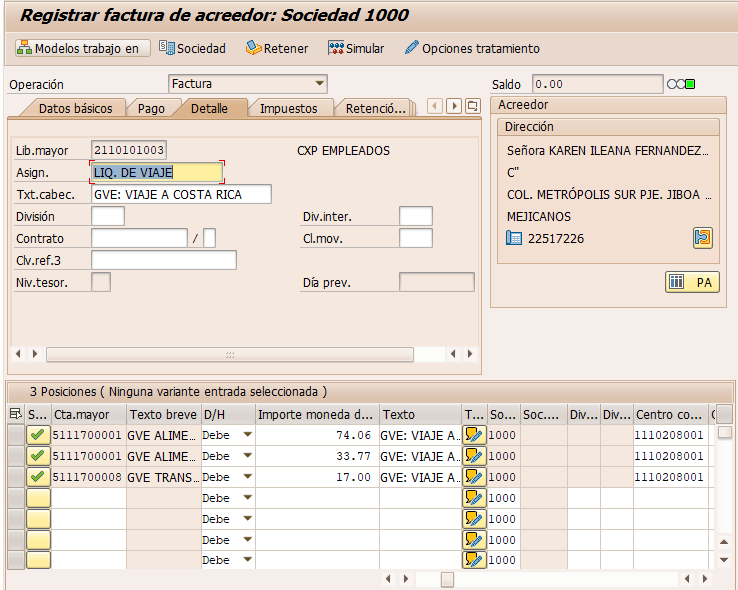 Registrar factura de acreedor: Sociedad 1000
Modelos trabajo en Sociedad Retener Simular Opciones tratamiento
Operación Factura Saldo 0.00
Datos básicos Pago Detalle Impuestos Retenció...
Lib.mayor 2110101003 CXP EMPLEADOS
Asign. LIQ. DE VIAJE
Txt.cabec. GVE: VIAJE A COSTA RICA
División Div.inter.
Contrato / Cl.mov.
Clv.ref.3
Niv.tesor. Día prev.
Acreedor
Dirección
Señora KAREN ILEANA FERNANDEZ...
C"
COL. METRÓPOLIS SUR PJE. JIBOA ...
MEJICANOS
22517226
PA
3 Posiciones ( Ninguna variante entrada seleccionada )
S... Cta.mayor Texto breve D/H Importe moneda d... Texto T... So... Soc.... Div... Div... Centro co...
5111700001 GVE ALIME... Debe 74.06 GVE: VIAJE A... 1000 1110208001
5111700001 GVE ALIME... Debe 33.77 GVE: VIAJE A... 1000 1110208001
5111700008 GVE TRANS... Debe 17.00 GVE: VIAJE A... 1000 1110208001
Debe 1000
Debe 1000
Debe 1000
Debe 1000